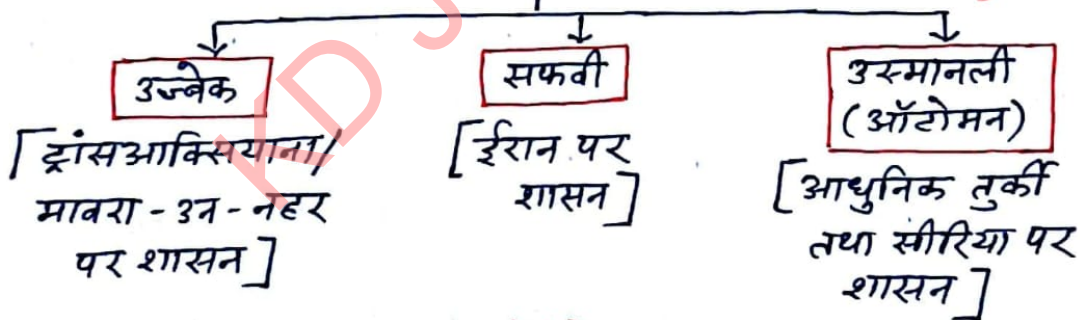 उज्बेक
[ट्रांसआक्सियाना/
मावरा - उन - नहर
पर शासन]
सफवी
[ईरान पर
शासन]
उस्मानली
(ऑटोमन)
[आधुनिक तुर्की
तथा सीरिया पर
शासन]
KD J